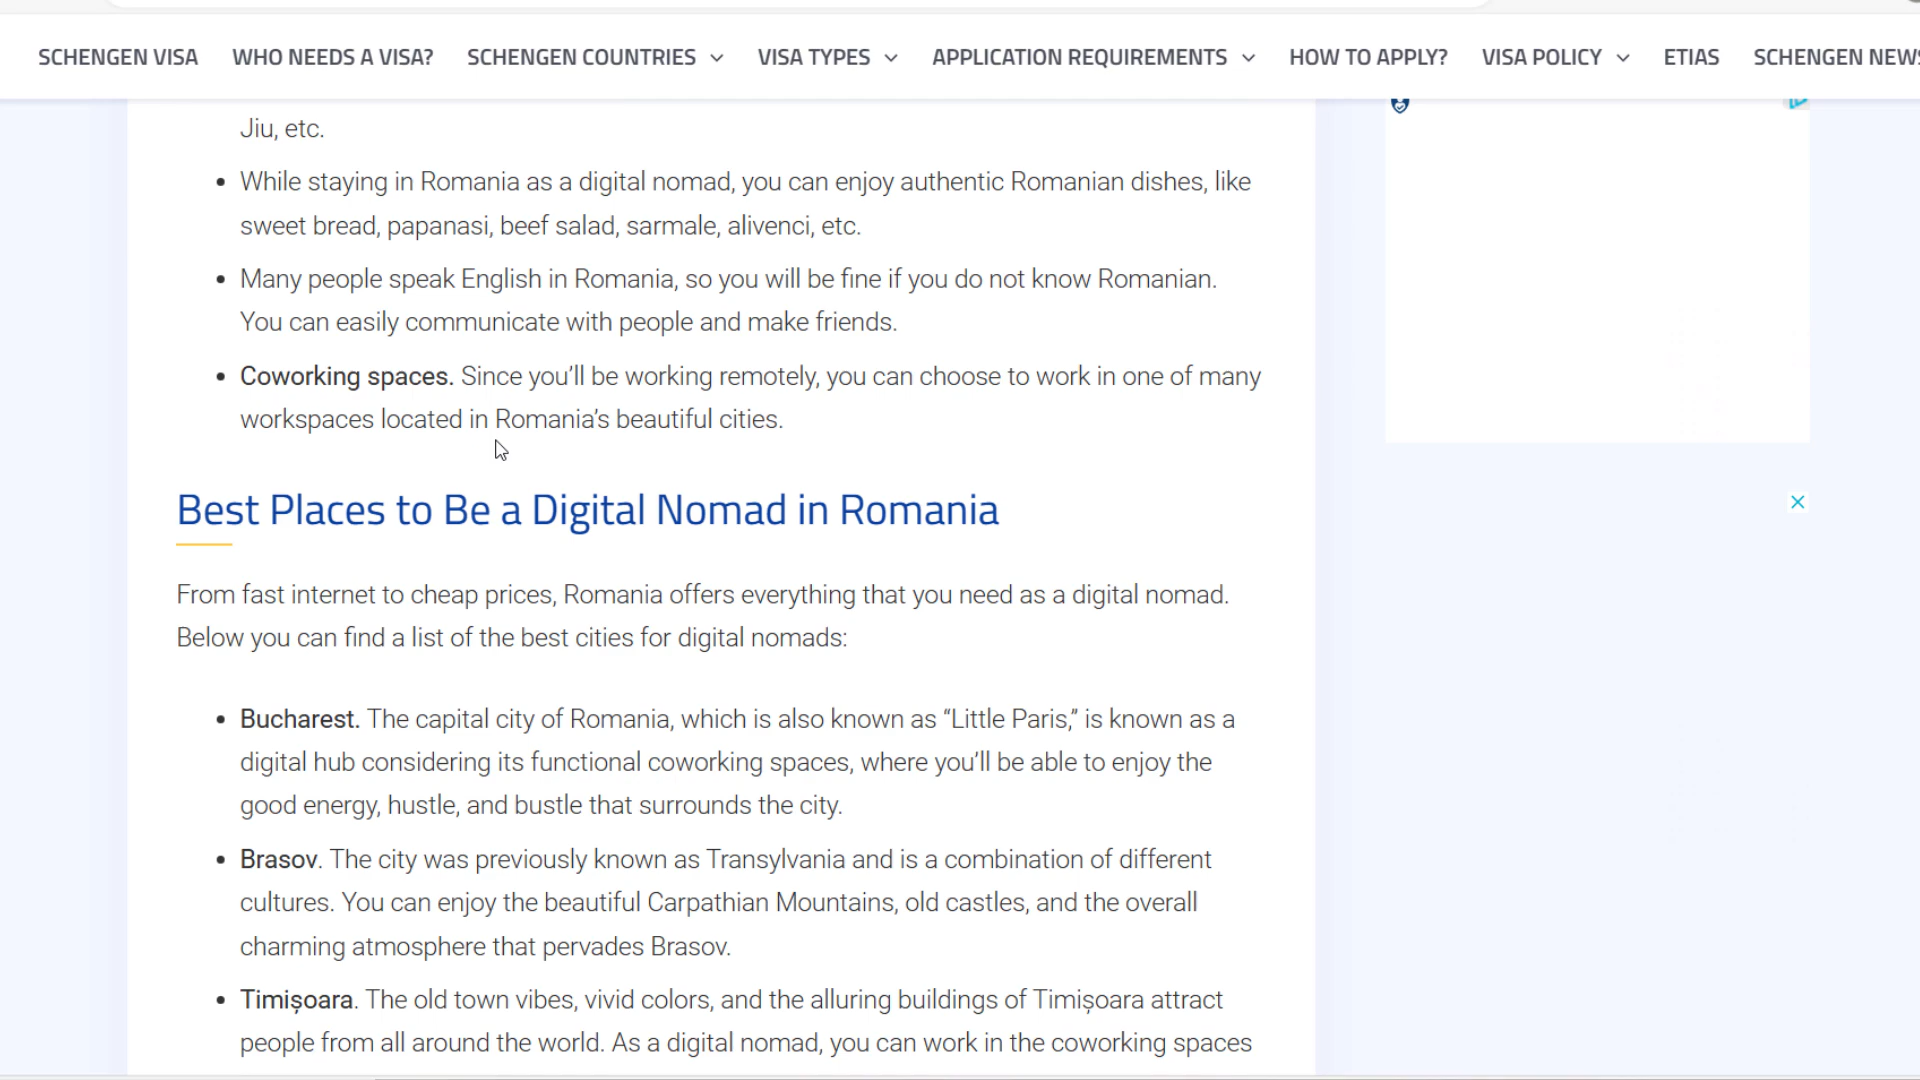 SCHENGEN VISA WHO NEEDS A VISA? SCHENGEN COUNTRIES VISA TYPES APPLICATION REQUIREMENTS HOW TO APPLY? VISA POLICY ETIAS SCHENGEN NEWS
Jiu, etc.
While staying in Romania as a digital nomad, you can enjoy authentic Romanian dishes, like
sweet bread, papanasi, beef salad, sarmale, alivenci, etc.
Many people speak English in Romania, so you will be fine if you do not know Romanian.
You can easily communicate with people and make friends.
Coworking spaces. Since you’ll be working remotely, you can choose to work in one of many
workspaces located in Romania’s beautiful cities.
Best Places to Be a Digital Nomad in Romania
From fast internet to cheap prices, Romania offers everything that you need as a digital nomad.
Below you can find a list of the best cities for digital nomads:
Bucharest. The capital city of Romania, which is also known as “Little Paris,” is known as a
digital hub considering its functional coworking spaces, where you’ll be able to enjoy the
good energy, hustle, and bustle that surrounds the city.
Brasov. The city was previously known as Transylvania and is a combination of different
cultures. You can enjoy the beautiful Carpathian Mountains, old castles, and the overall
charming atmosphere that pervades Brasov.
Timișoara. The old town vibes, vivid colors, and the alluring buildings of Timișoara attract
people from all around the world. As a digital nomad, you can work in the coworking spaces